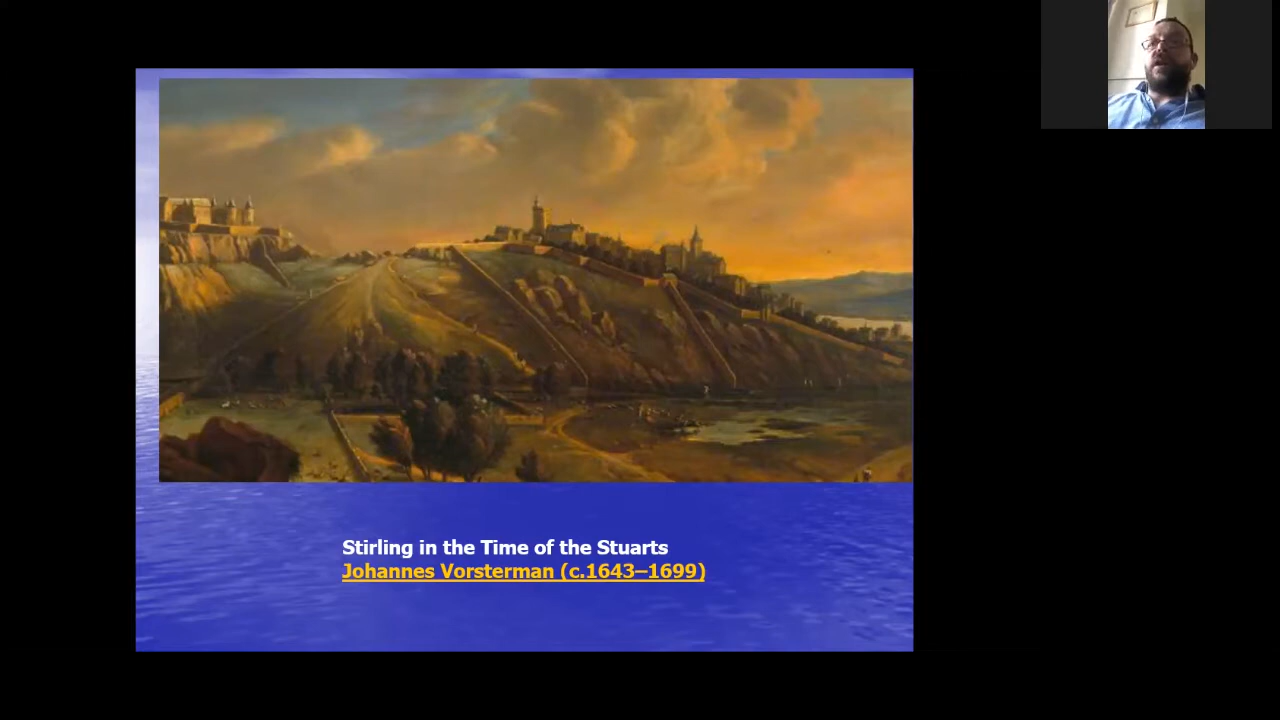 Stirling in the Time of the Stuarts
Johannes Vorsterman (c.1643–1699)